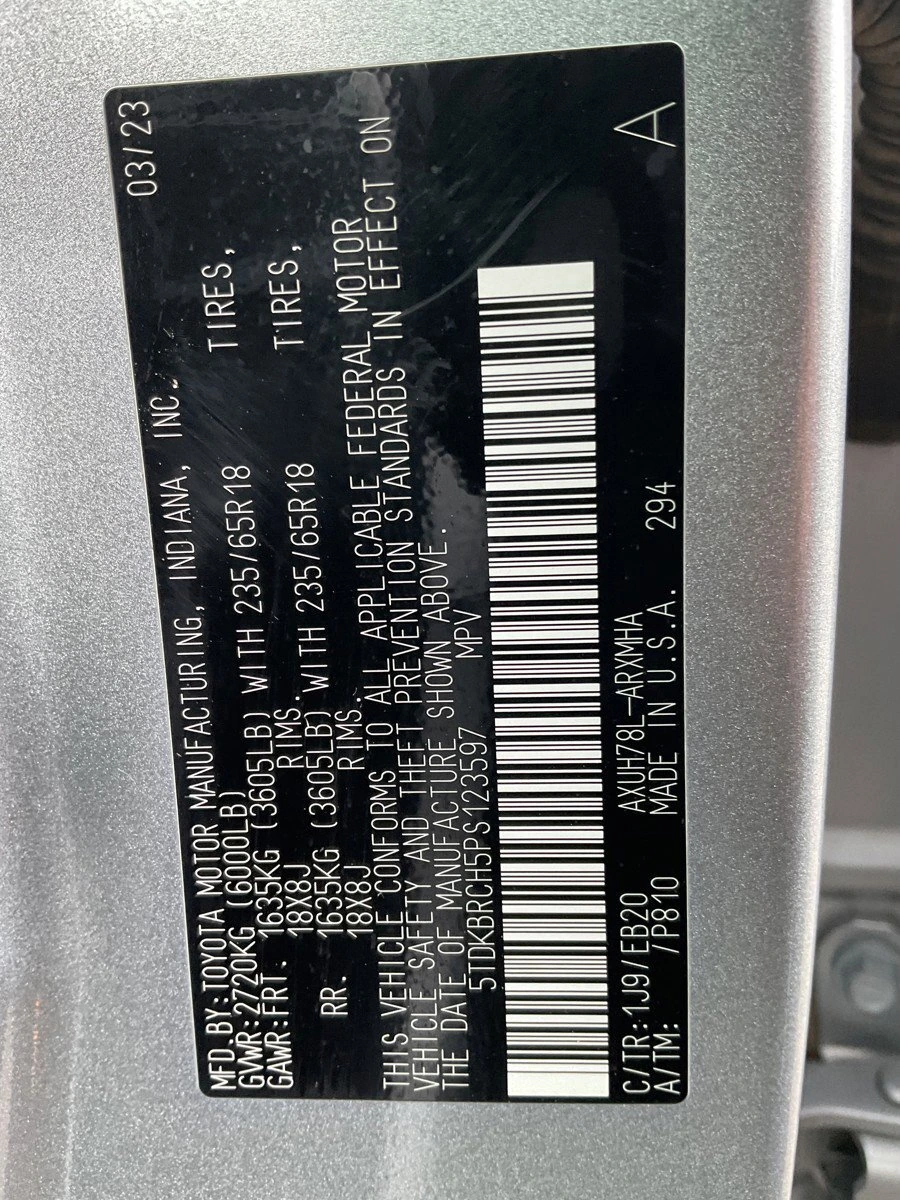 MFD.BY:TOYOTA MOTOR MANUFACTURING, INDIANA, INC. 03/23
GVWR:2720KG (6000LB)
GAWR:FRT. 1635KG (3605LB) WITH 235/65R18 TIRES,
18X8J RIMS.
RR. 1635KG (3605LB) WITH 235/65R18 TIRES,
18X8J RIMS.
THIS VEHICLE CONFORMS TO ALL APPLICABLE FEDERAL MOTOR
VEHICLE SAFETY AND THEFT PREVENTION STANDARDS IN EFFECT ON
THE DATE OF MANUFACTURE SHOWN ABOVE.
5TDKBRCH5PS123597 MPV
C/TR:1J9/EB20 AXUH78L-ARXMHA
A/TM: /P810 MADE IN U.S.A. 294 A